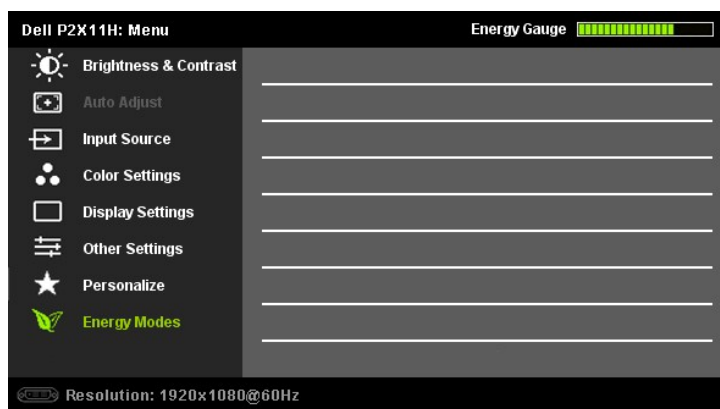 Dell P2X11H: Menu Energy Gauge
Brightness & Contrast
Auto Adjust
Input Source
Color Settings
Display Settings
Other Settings
Personalize
Energy Modes
Resolution: 1920x1080@60Hz